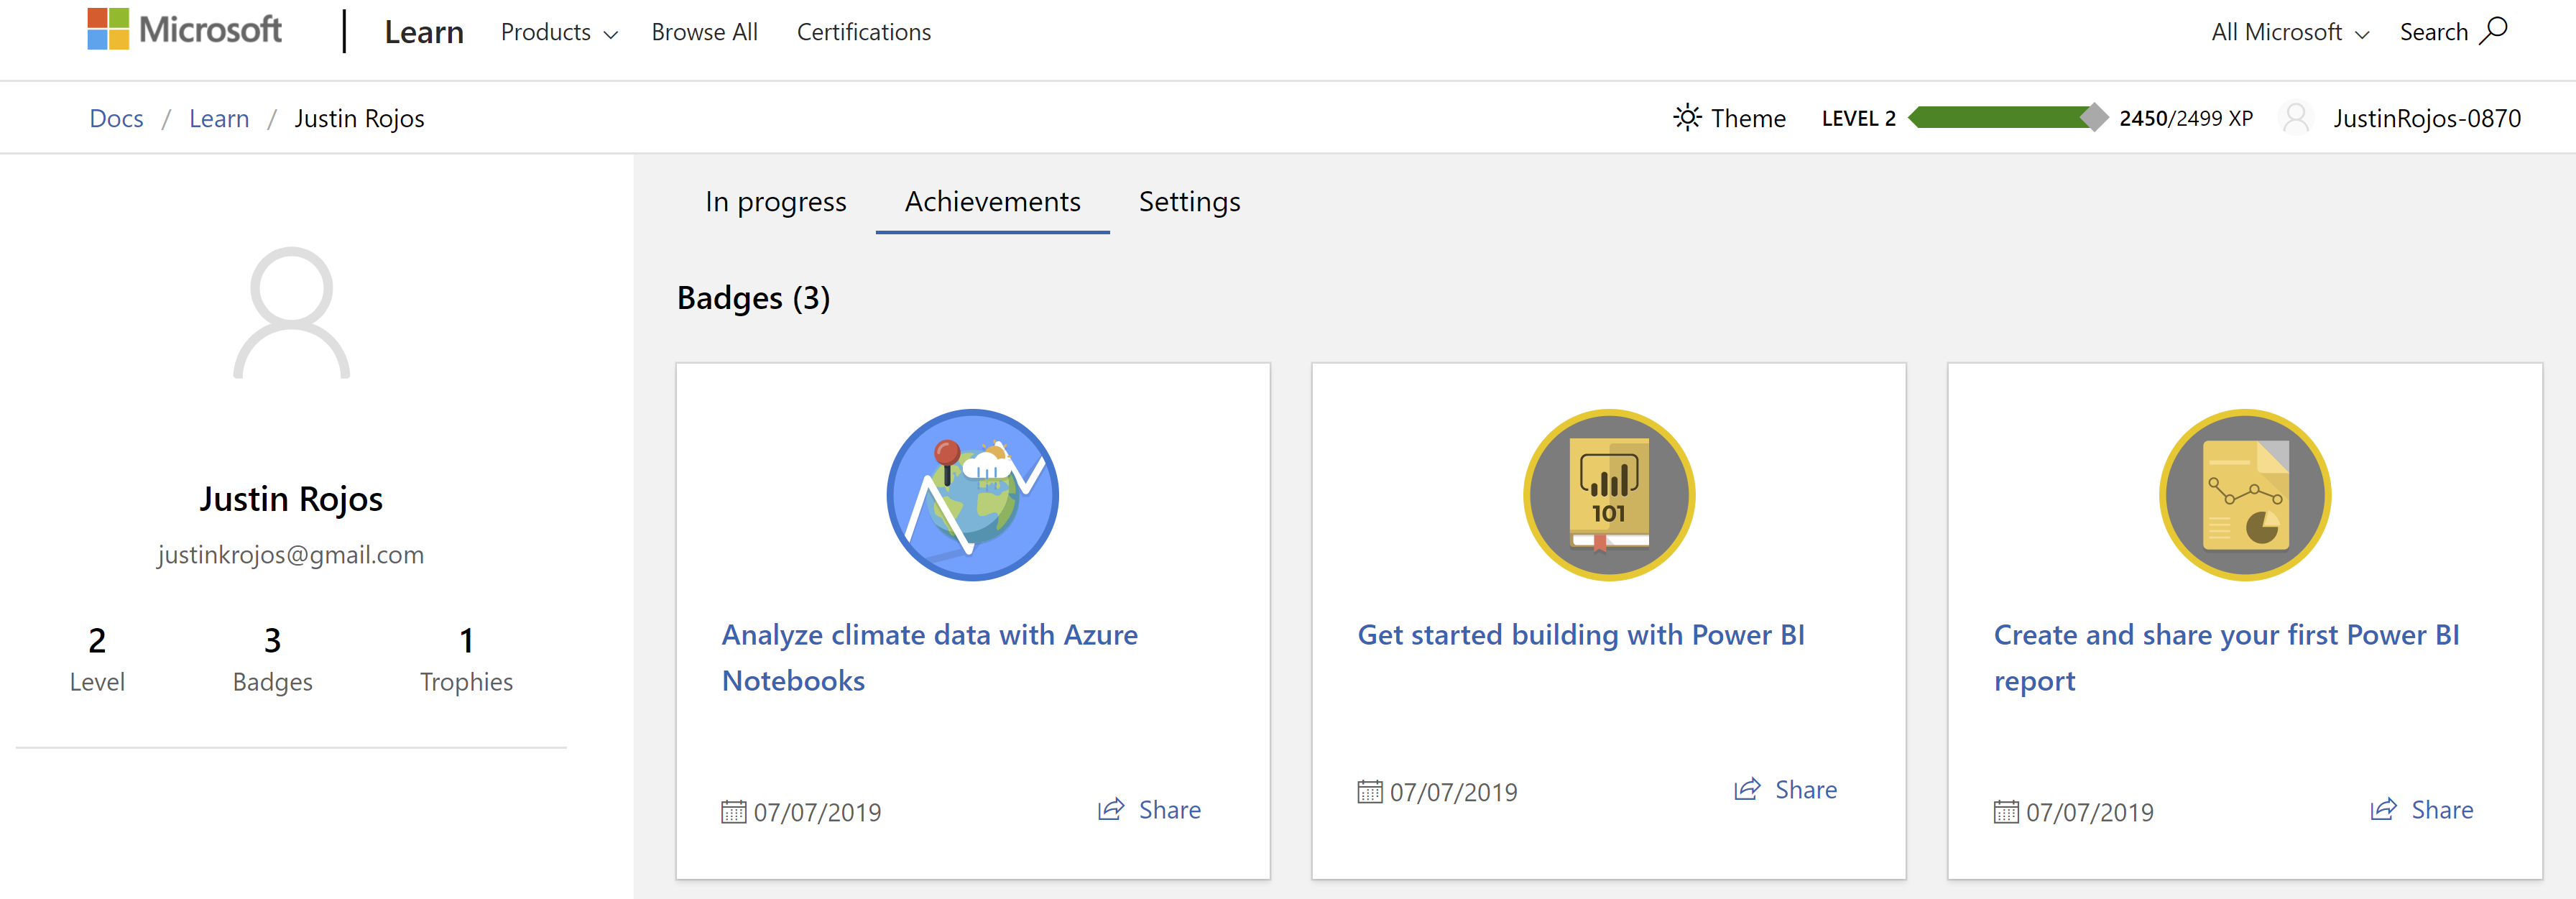 Microsoft | Learn Products Browse All Certifications All Microsoft Search
Docs / Learn / Justin Rojos Theme LEVEL 2 2450/2499 XP JustinRojos-0870
In progress Achievements Settings
Badges (3)
Justin Rojos
justinkrojos@gmail.com
2 3 1
Level Badges Trophies
101
Analyze climate data with Azure
Notebooks
07/07/2019 Share
Get started building with Power BI
07/07/2019 Share
Create and share your first Power BI
report
07/07/2019 Share